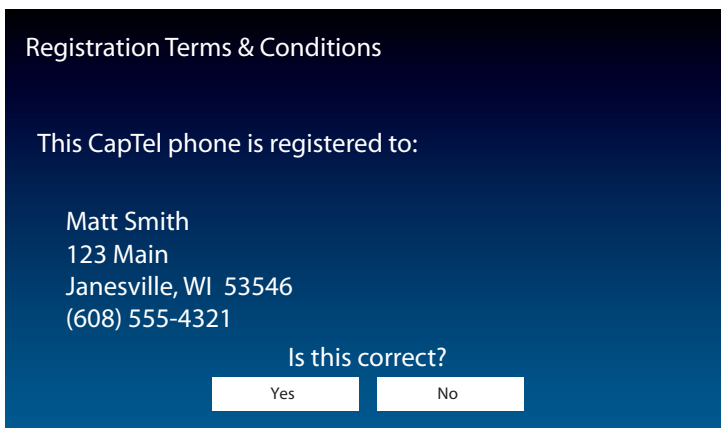 Registration Terms & Conditions
This CapTel phone is registered to:
Matt Smith
123 Main
Janesville, WI  53546
(608) 555-4321
Is this correct?
Yes
No